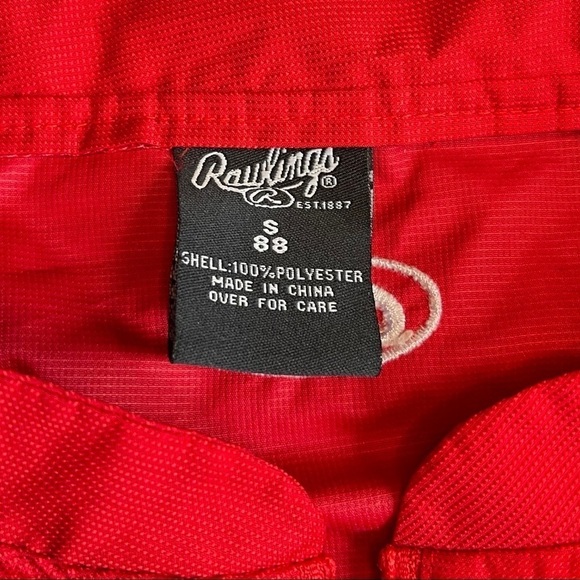 Rawlings®
R
EST.1887
S
88
SHELL:100%POLYESTER
MADE IN CHINA
OVER FOR CARE